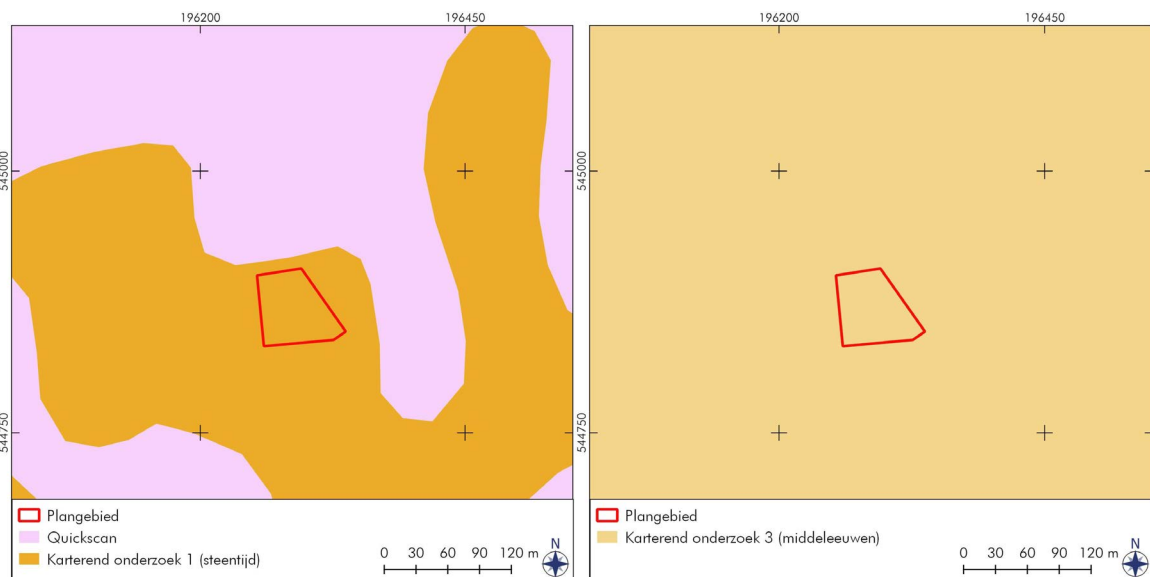 196200 196450
545000
544750
Plangebied
Quickscan
Karterend onderzoek 1 (steentijd)
0 30 60 90 120 m
N
196200 196450
545000
544750
Plangebied
Karterend onderzoek 3 (middeleeuwen)
0 30 60 90 120 m
N